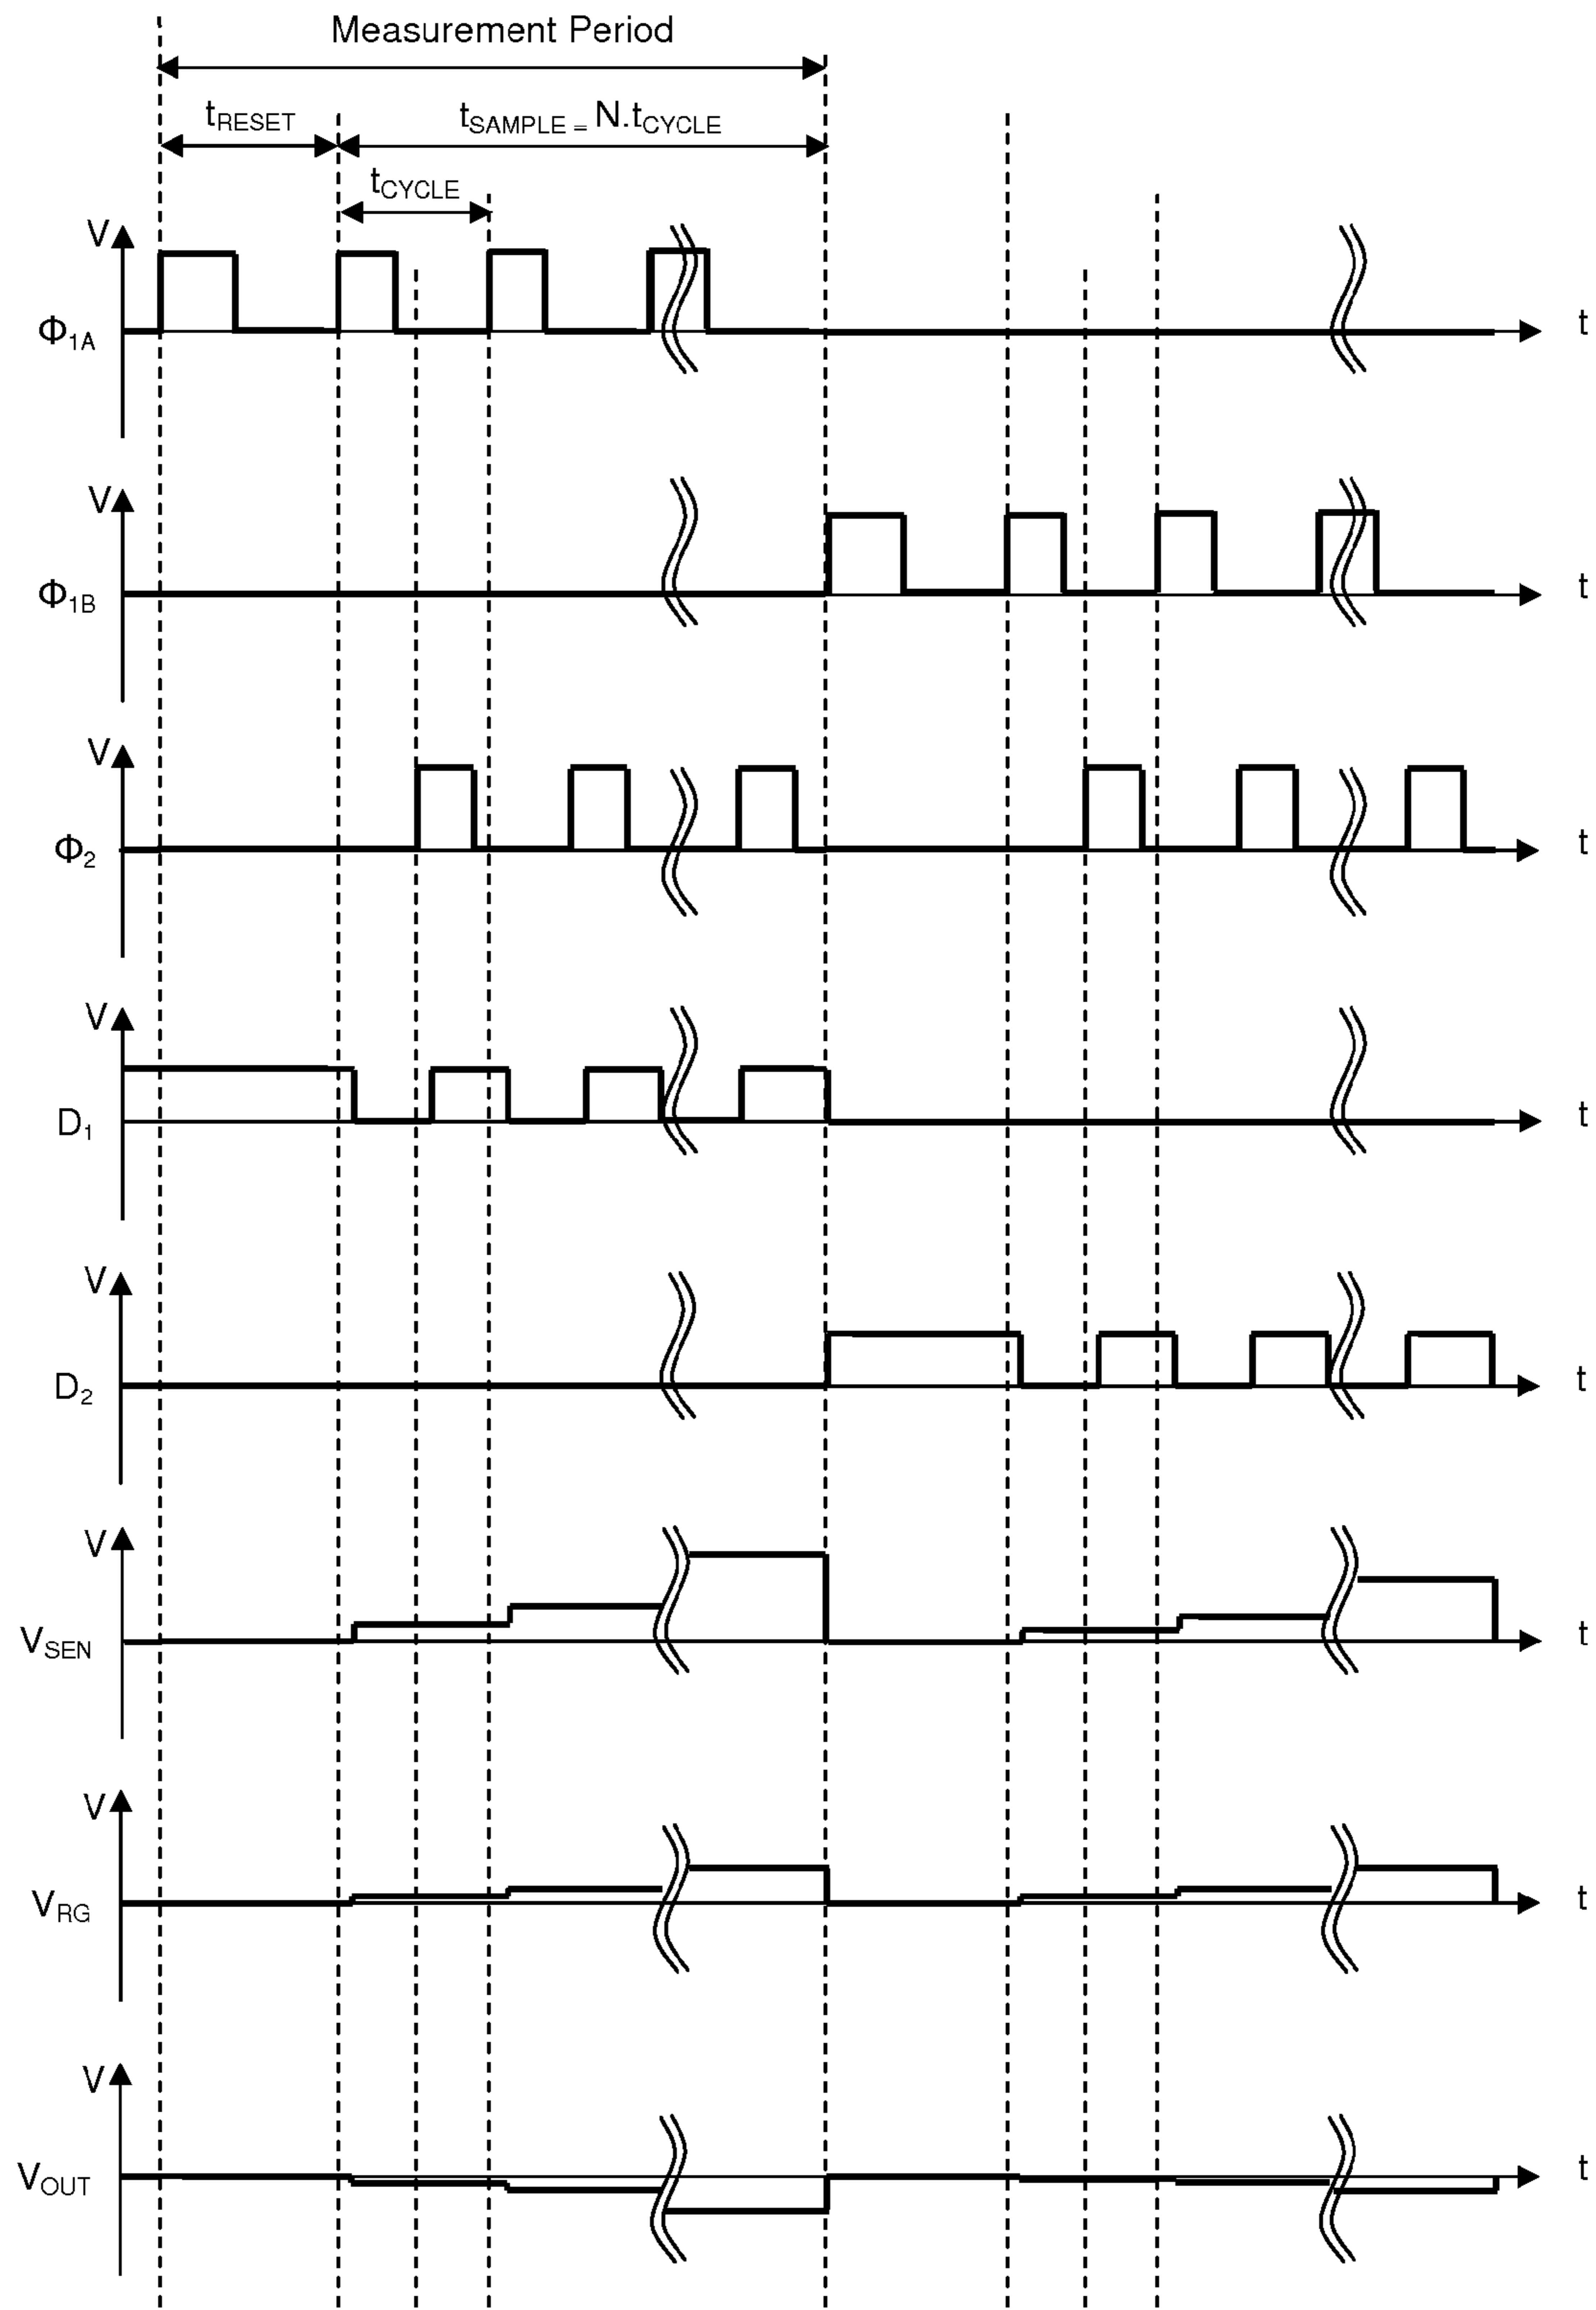 Measurement Period
tRESET tSAMPLE = N.tCYCLE
tCYCLE
V
Φ1A t
V
Φ1B t
V
Φ2 t
V
D1 t
V
D2 t
V
VSEN t
V
VRG t
V
VOUT t